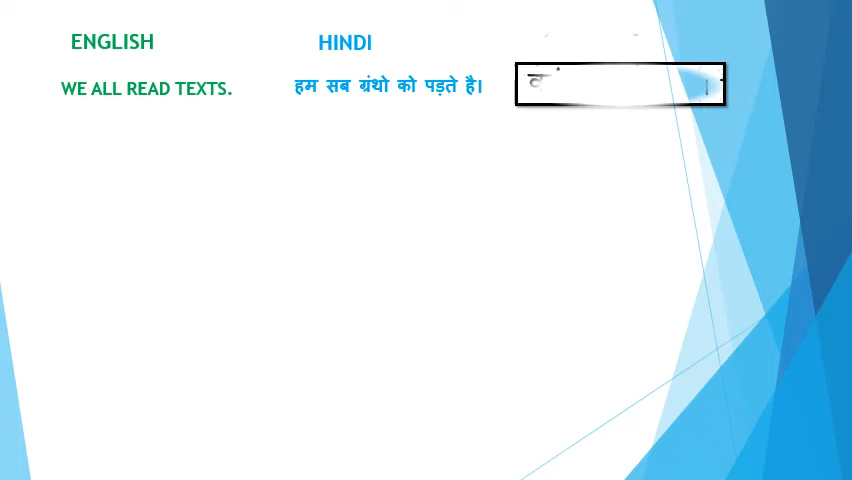 ENGLISH HINDI
WE ALL READ TEXTS. हम सब ग्रंथो को पड़ते है।